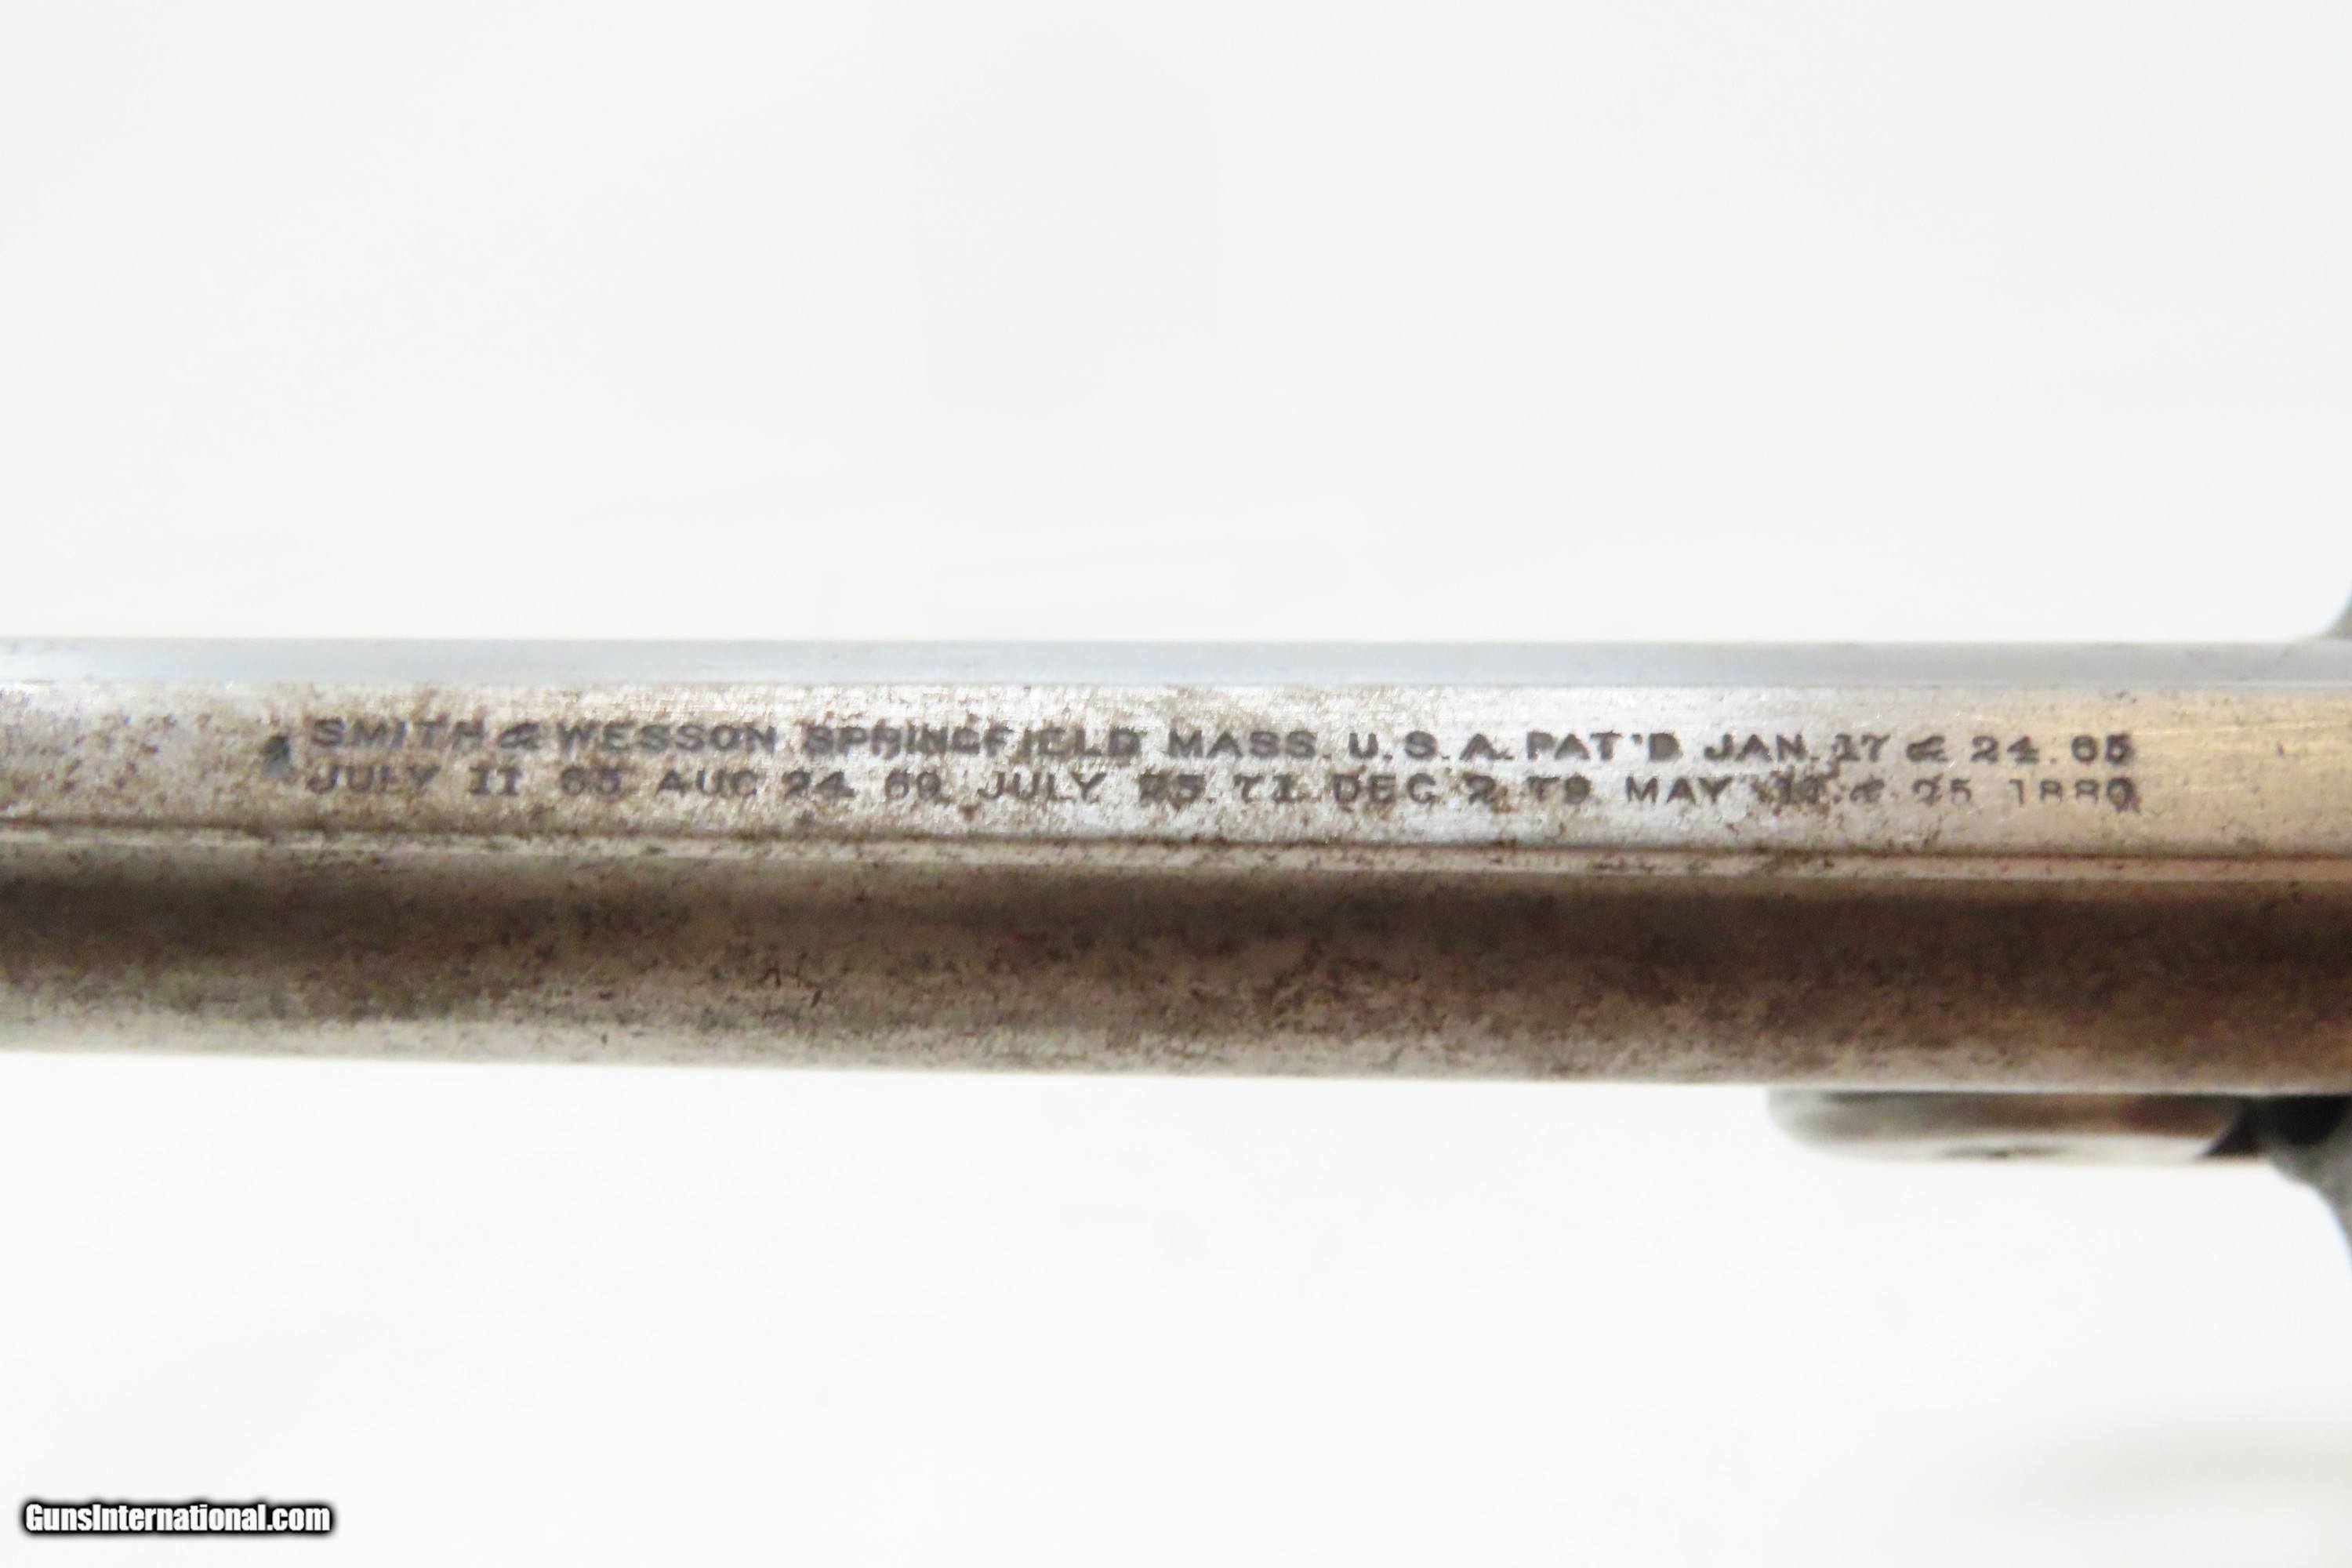 SMITH & WESSON SPRINGFIELD MASS. U.S.A. PAT'D JAN. 17 & 24. 65
JULY 11 65 AUG 24. 69. JULY 25. 71. DEC. 2 79 MAY 11 & 25 1880
GunsInternational.com